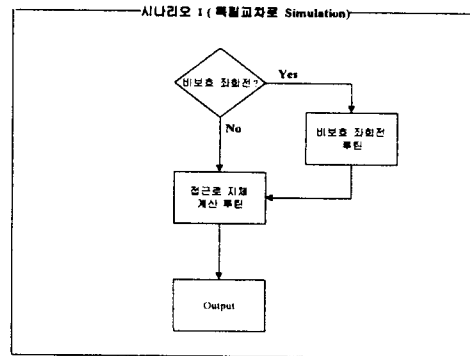 시나리오 I ( 독립교차로 Simulation)
비보호 좌회전?
Yes
No
비보호 좌회전
루틴
접근로 지체
계산 루틴
Output